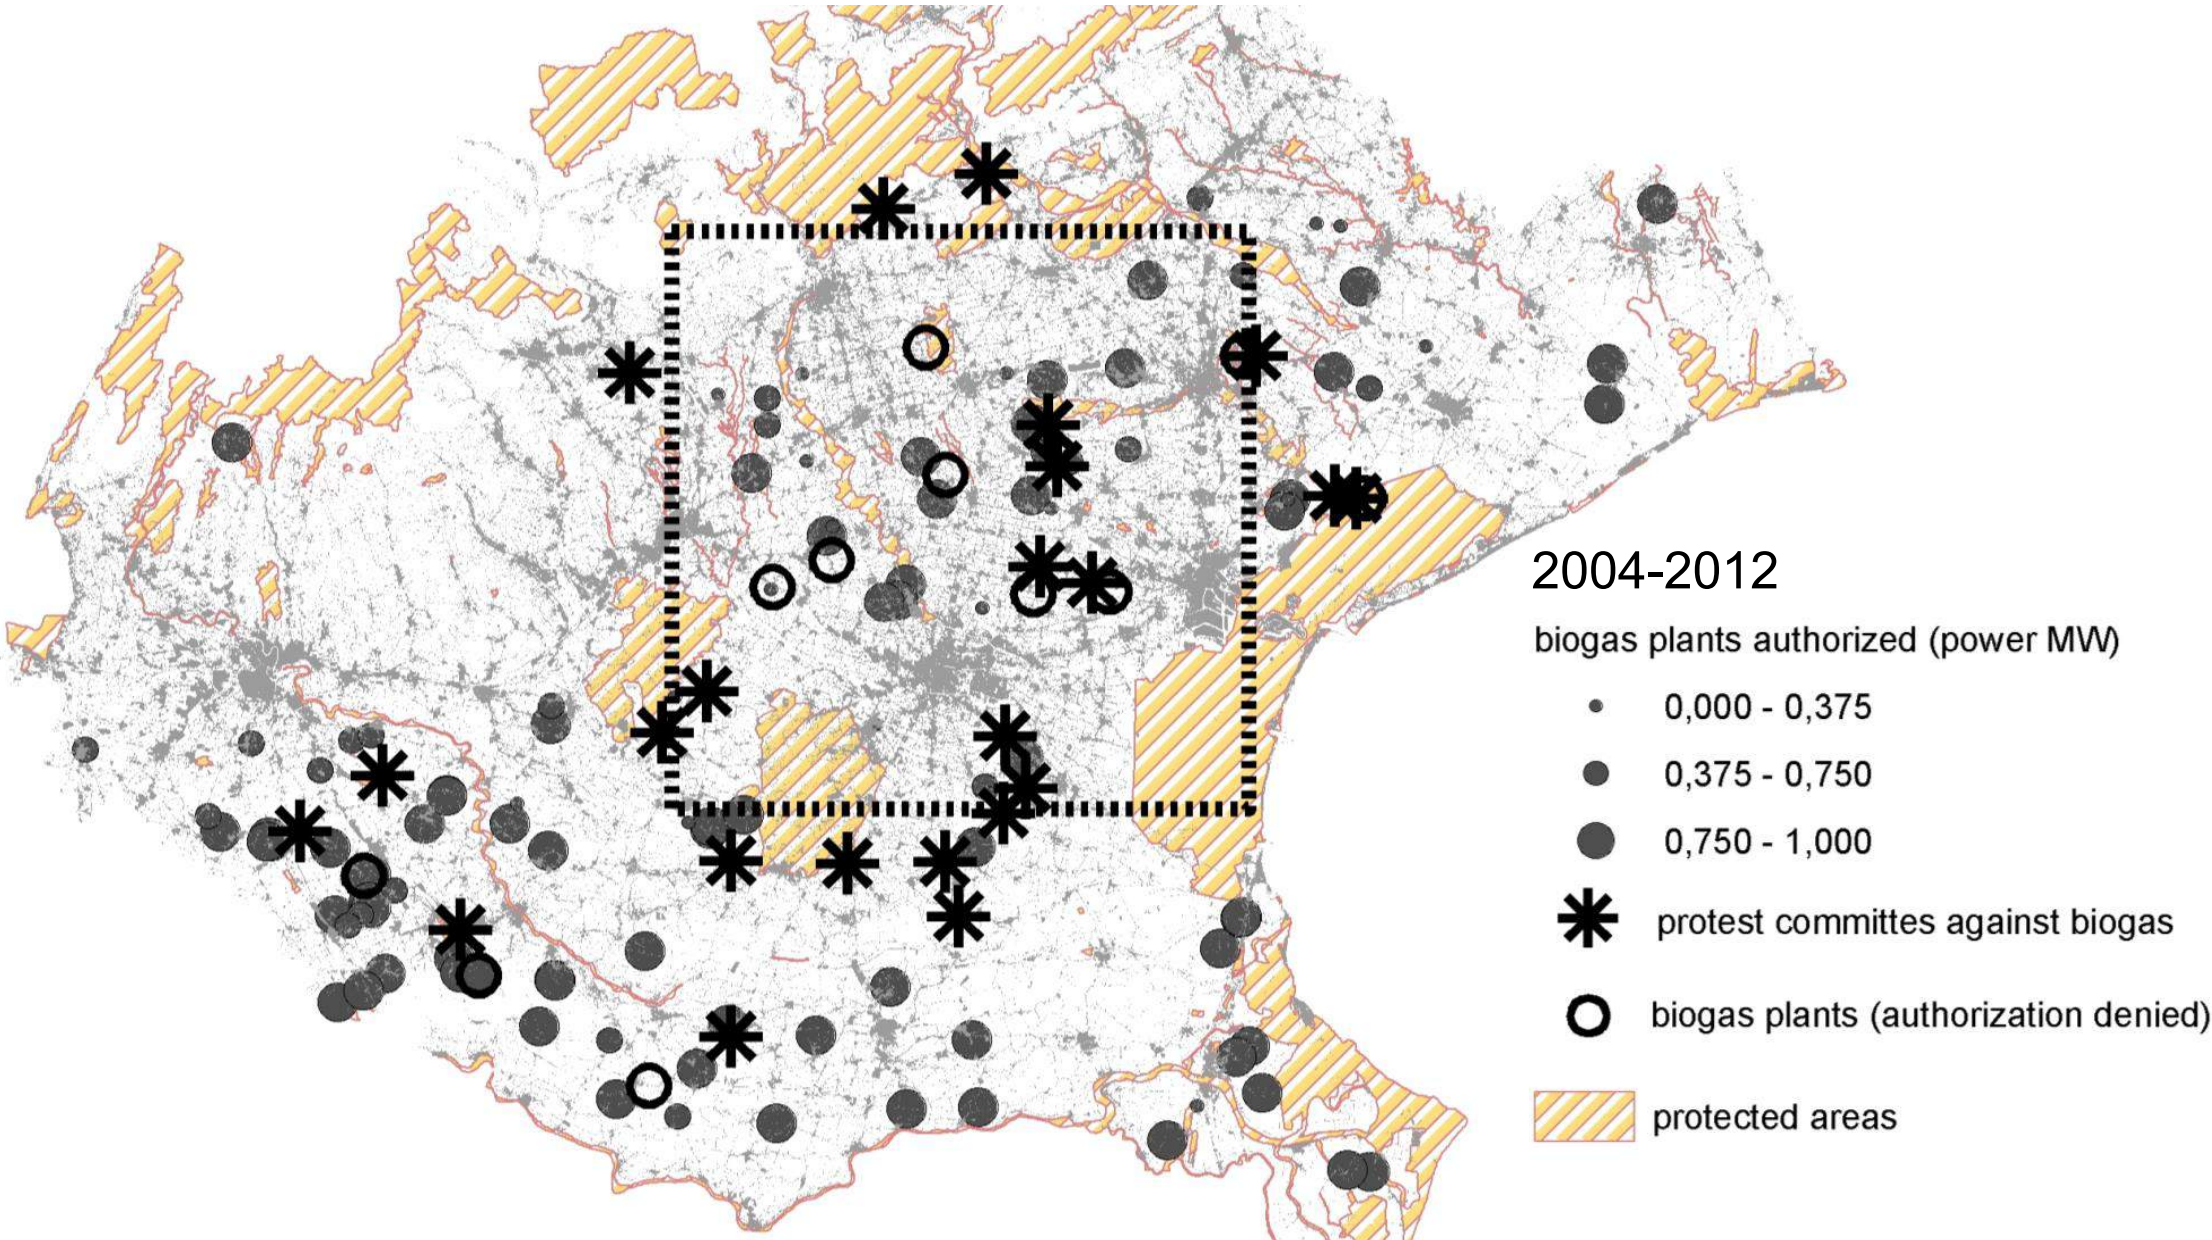 2004-2012
biogas plants authorized (power MW)
0,000 - 0,375
0,375 - 0,750
0,750 - 1,000
protest committes against biogas
biogas plants (authorization denied)
protected areas